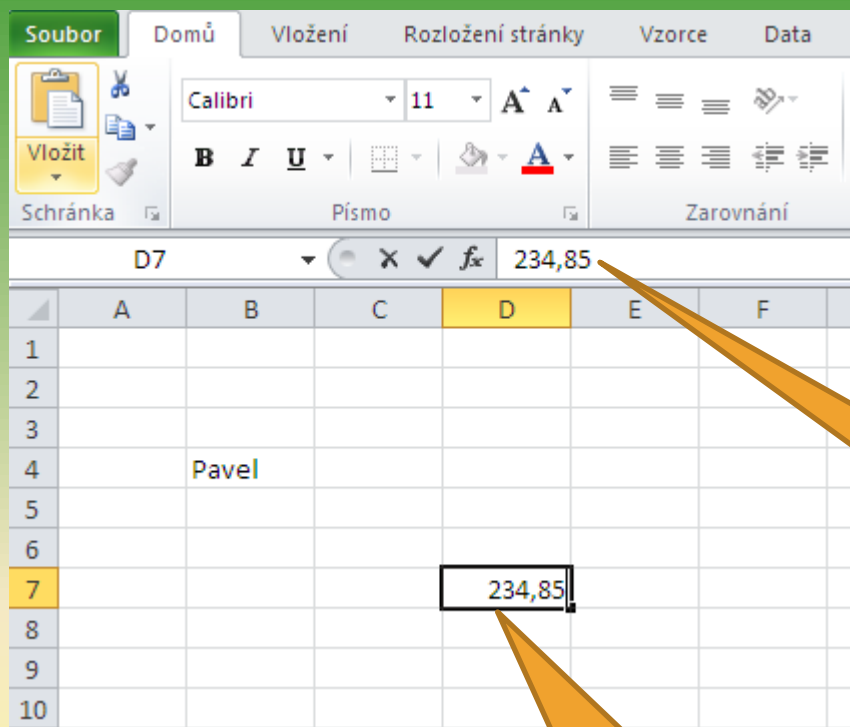 Soubor Domů Vložení Rozložení stránky Vzorce Data
Calibri 11 A A
Vložit B I U A
Schránka Písmo Zarovnání
D7 fx 234,85
A B C D E F
1
2
3
4 Pavel
5
6
7 234,85
8
9
10